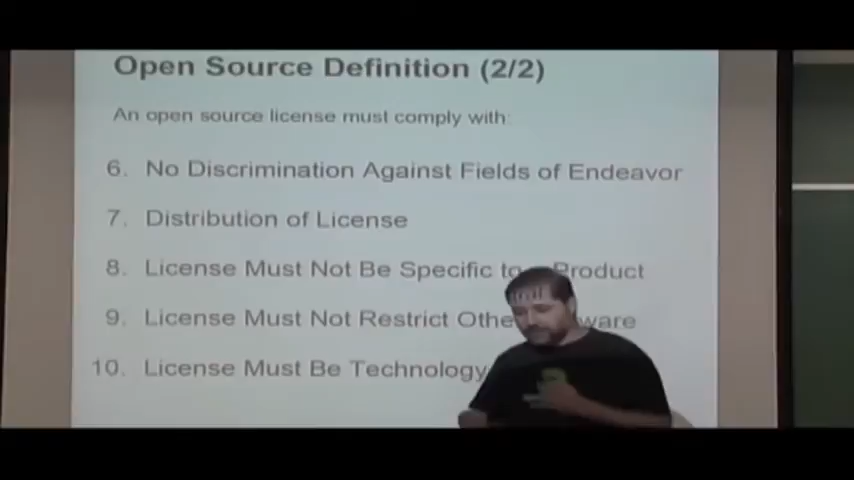 Open Source Definition (2/2)
An open source license must comply with:
6. No Discrimination Against Fields of Endeavor
7. Distribution of License
8. License Must Not Be Specific to Product
9. License Must Not Restrict
10. License Must Be Technology